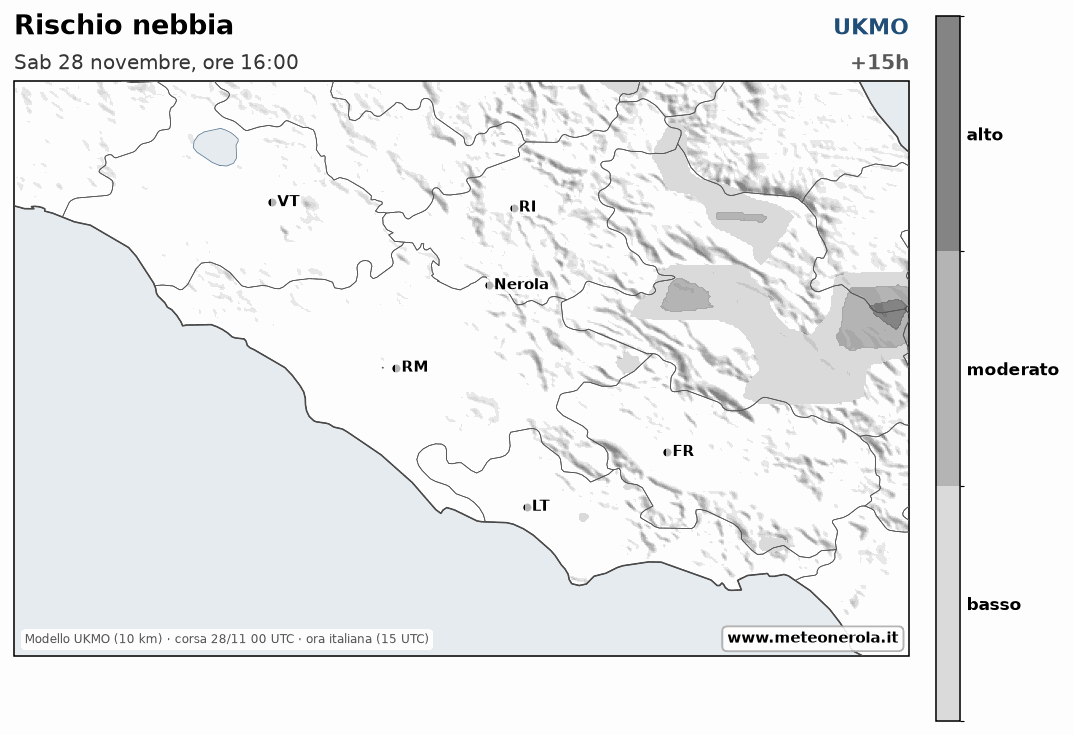 Rischio nebbia
UKMO
Sab 28 novembre, ore 16:00
+15h
alto
VT
RI
Nerola
RM
moderato
FR
LT
basso
Modello UKMO (10 km) · corsa 28/11 00 UTC · ora italiana (15 UTC)
www.meteonerola.it